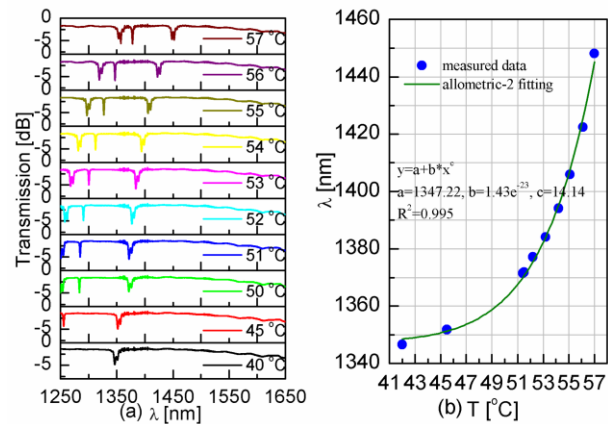 0
-5
57 °C
0
-5
56 °C
0
-5
55 °C
0
-5
54 °C
0
-5
53 °C
0
-5
52 °C
0
-5
51 °C
0
-5
50 °C
0
-5
45 °C
0
-5
40 °C
Transmission [dB]
1250 1350 1450 1550 1650
(a) λ [nm]
1460
1440
1420
1400
1380
1360
1340
λ [nm]
measured data
allometric-2 fitting
y=a+b*x^c
a=1347.22, b=1.43e^-23, c=14.14
R²=0.995
41 43 45 47 49 51 53 55 57
(b) T [°C]